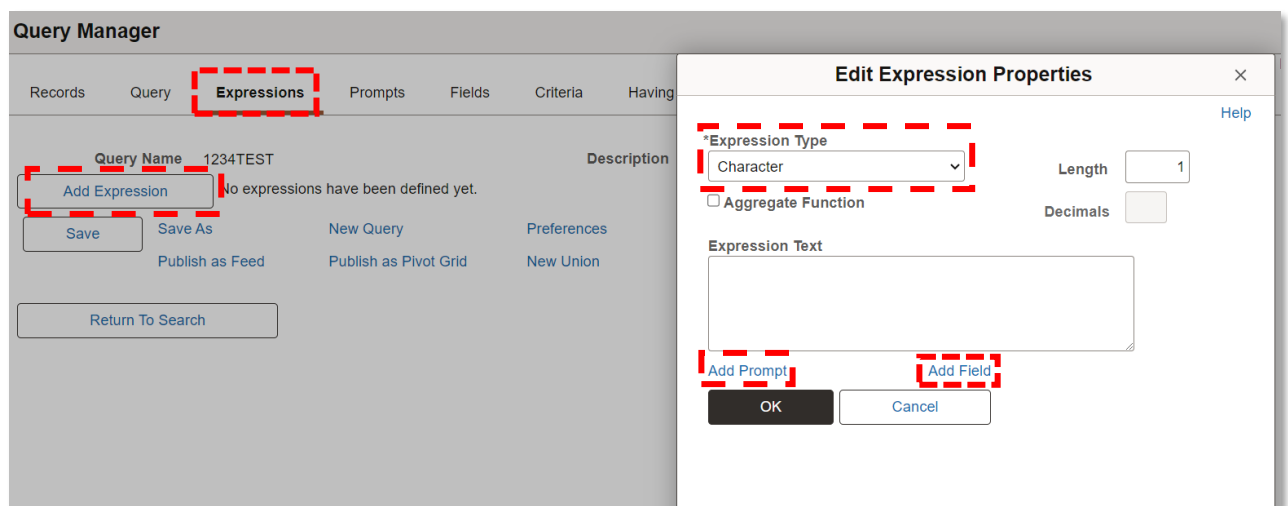 Query Manager
Records Query Expressions Prompts Fields Criteria Having
Query Name 1234TEST Description
Add Expression No expressions have been defined yet.
Save Save As New Query Preferences
Publish as Feed Publish as Pivot Grid New Union
Return To Search
Edit Expression Properties ×
Help
*Expression Type
Character Length 1
Aggregate Function Decimals
Expression Text
Add Prompt Add Field
OK Cancel